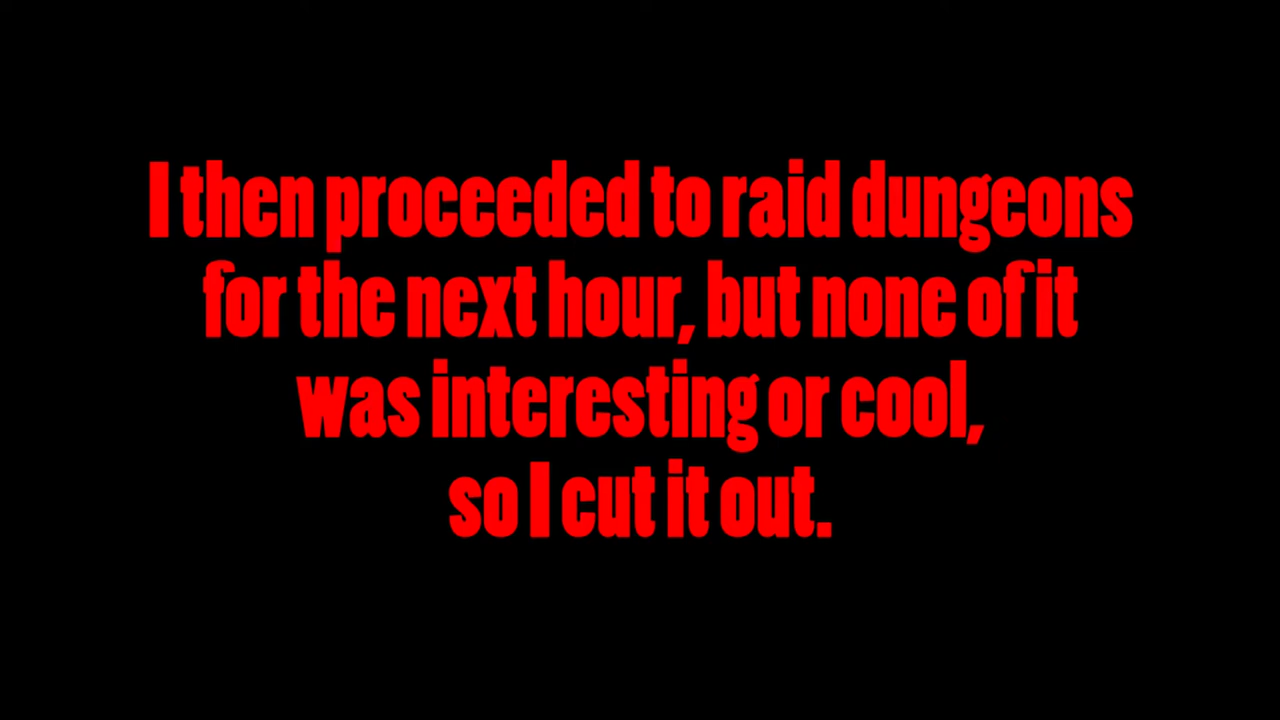 I then proceeded to raid dungeons
for the next hour, but none of it
was interesting or cool,
so I cut it out.